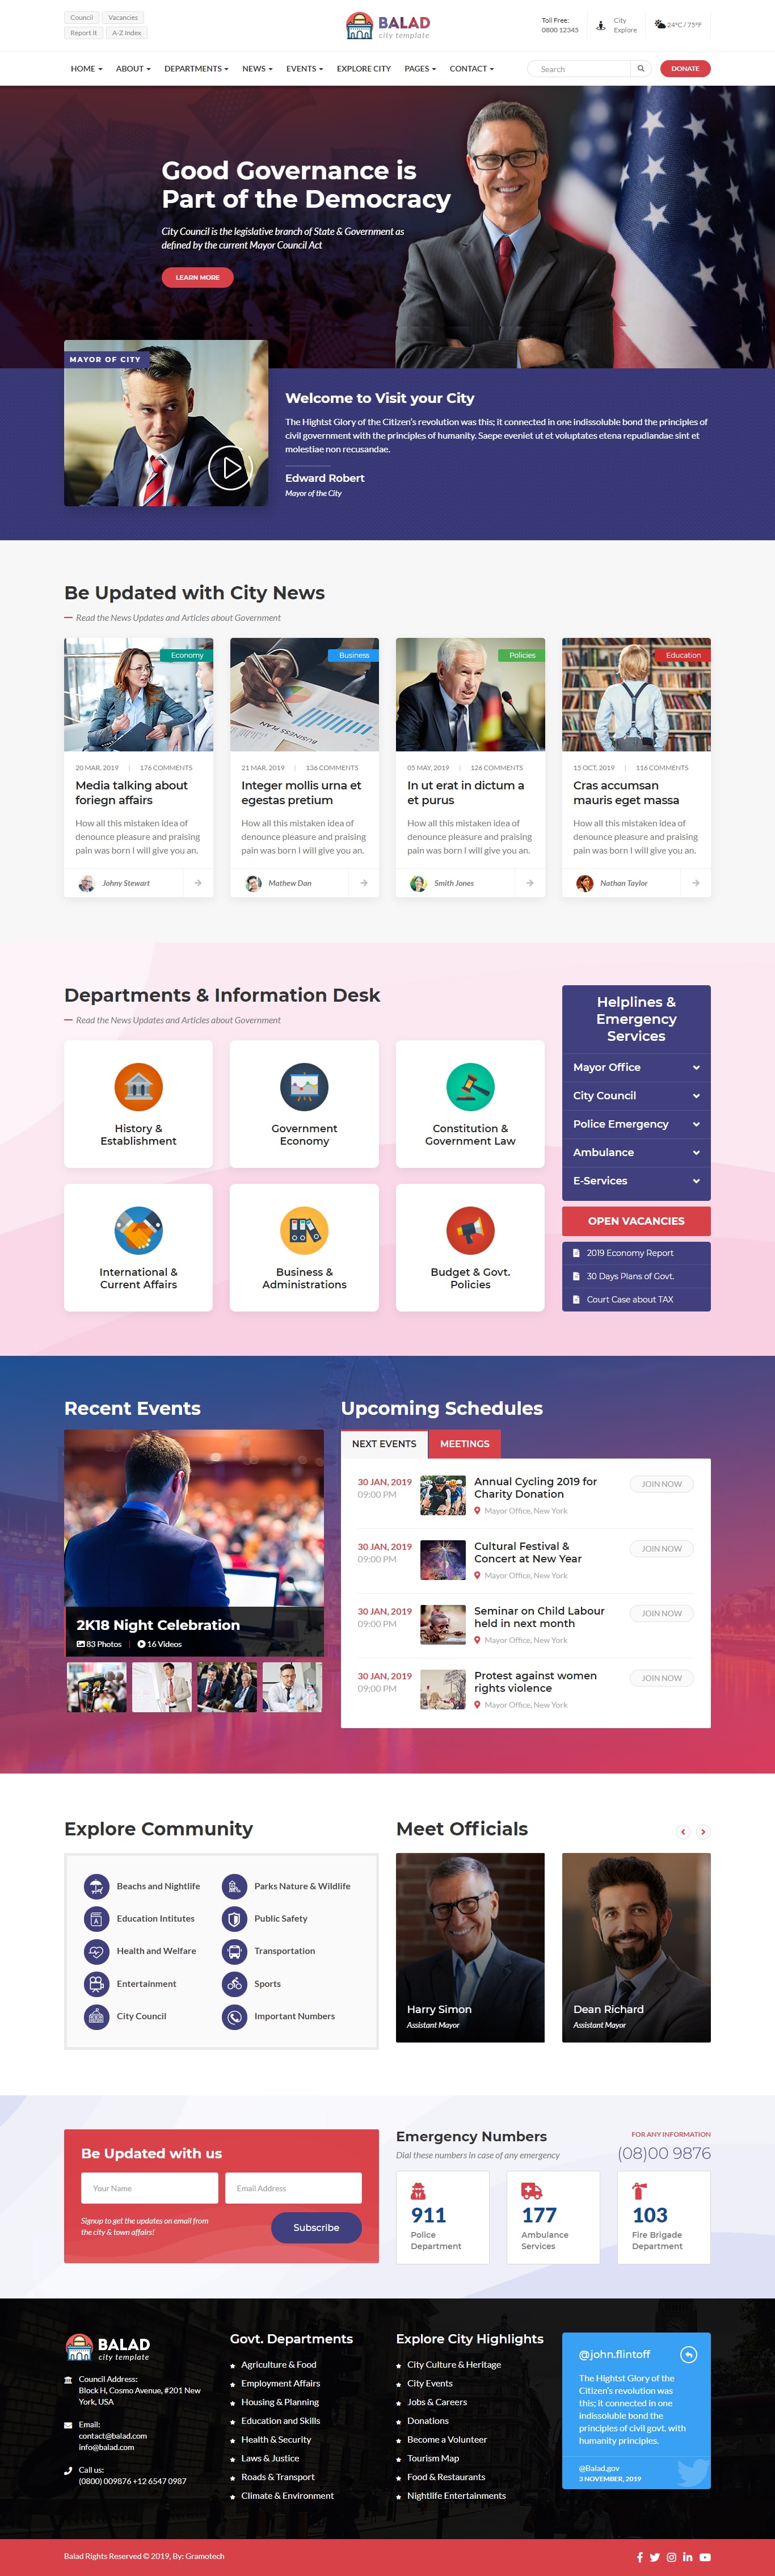 Council Vacancies
Report It A-Z Index
BALAD
city template
Toll Free:
0800 12345
City
Explore
24°C / 75°F
HOME ABOUT DEPARTMENTS NEWS EVENTS EXPLORE CITY PAGES CONTACT
Search
DONATE
Good Governance is
Part of the Democracy
City Council is the legislative branch of State & Government as
defined by the current Mayor Council Act
LEARN MORE
MAYOR OF CITY
Welcome to Visit your City
The Hightst Glory of the Citizen's revolution was this; it connected in one indissoluble bond the principles of
civil government with the principles of humanity. Saepe eveniet ut et voluptates etena repudiandae sint et
molestiae non recusandae.
Edward Robert
Mayor of the City
Be Updated with City News
Read the News Updates and Articles about Government
Economy
20 MAR, 2019 | 176 COMMENTS
Media talking about
foriegn affairs
How all this mistaken idea of
denounce pleasure and praising
pain was born I will give you an.
Johny Stewart
Business
BUSINESS PLAN
21 MAR, 2019 | 136 COMMENTS
Integer mollis urna et
egestas pretium
How all this mistaken idea of
denounce pleasure and praising
pain was born I will give you an.
Mathew Dan
Policies
05 MAY, 2019 | 126 COMMENTS
In ut erat in dictum a
et purus
How all this mistaken idea of
denounce pleasure and praising
pain was born I will give you an.
Smith Jones
Education
15 OCT, 2019 | 116 COMMENTS
Cras accumsan
mauris eget massa
How all this mistaken idea of
denounce pleasure and praising
pain was born I will give you an.
Nathan Taylor
Departments & Information Desk
Read the News Updates and Articles about Government
History &
Establishment
Government
Economy
Constitution &
Government Law
International &
Current Affairs
Business &
Administrations
Budget & Govt.
Policies
Helplines &
Emergency
Services
Mayor Office
City Council
Police Emergency
Ambulance
E-Services
OPEN VACANCIES
2019 Economy Report
30 Days Plans of Govt.
Court Case about TAX
Recent Events
2K18 Night Celebration
83 Photos | 16 Videos
Upcoming Schedules
NEXT EVENTS MEETINGS
30 JAN, 2019
09:00 PM
Annual Cycling 2019 for
Charity Donation
Mayor Office, New York
JOIN NOW
30 JAN, 2019
09:00 PM
Cultural Festival &
Concert at New Year
Mayor Office, New York
JOIN NOW
30 JAN, 2019
09:00 PM
Seminar on Child Labour
held in next month
Mayor Office, New York
JOIN NOW
30 JAN, 2019
09:00 PM
Protest against women
rights violence
Mayor Office, New York
JOIN NOW
Explore Community
Beachs and Nightlife
Parks Nature & Wildlife
Education Intitutes
Public Safety
Health and Welfare
Transportation
Entertainment
Sports
City Council
Important Numbers
Meet Officials
Harry Simon
Assistant Mayor
Dean Richard
Assistant Mayor
Be Updated with us
Your Name
Email Address
Signup to get the updates on email from
the city & town affairs!
Subscribe
Emergency Numbers
Dial these numbers in case of any emergency
FOR ANY INFORMATION
(08)00 9876
911
Police
Department
177
Ambulance
Services
103
Fire Brigade
Department
BALAD
city template
Council Address:
Block H, Cosmo Avenue, #201 New
York, USA
Email:
contact@balad.com
info@balad.com
Call us:
(0800) 009876 +12 6547 0987
Govt. Departments
Agriculture & Food
Employment Affairs
Housing & Planning
Education and Skills
Health & Security
Laws & Justice
Roads & Transport
Climate & Environment
Explore City Highlights
City Culture & Heritage
City Events
Jobs & Careers
Donations
Become a Volunteer
Tourism Map
Food & Restaurants
Nightlife Entertainments
@john.flintoff
The Hightst Glory of the
Citizen's revolution was
this; it connected in one
indissoluble bond the
principles of civil govt. with
humanity principles.
@Balad.gov
3 NOVEMBER, 2019
Balad Rights Reserved © 2019, By: Gramotech